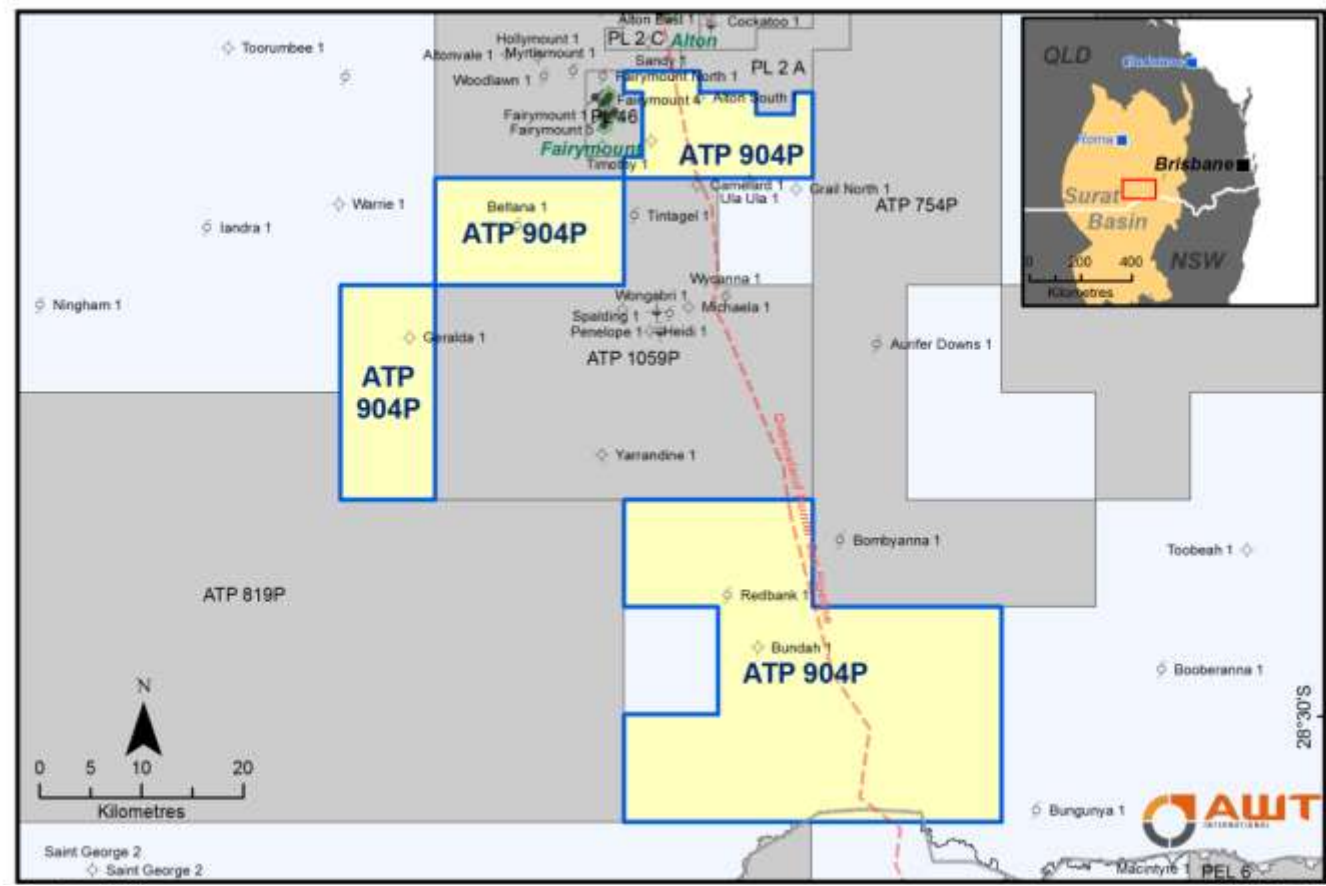 Alton East 1
Cockatoo 1
PL 2 C
Alton
Hollymount 1
Toorumbee 1
Altonvale 1
Myrtlemount 1
Sandy 1
PL 2 A
Woodlawn 1
Fairymount North 1
Fairymount 4
Alton South 1
Fairymount 1
PL 46
Fairymount 5
Fairymount
Timothy 1
ATP 904P
Camellard 1
Ula Ula 1
Grail North 1
ATP 754P
Warrie 1
Bellana 1
Tintagel 1
ATP 904P
Iandra 1
Wycanna 1
Ningham 1
Wongabri 1
Michaela 1
Spalding 1
Penelope 1
Heidi 1
Geralda 1
Aurifer Downs 1
ATP 1059P
ATP
904P
Yarrandine 1
Bombyanna 1
Toobeah 1
ATP 819P
Redbank 1
Bundah 1
ATP 904P
Booberanna 1
28°30'S
N
0 5 10 20
Kilometres
Bungunya 1
AWT
INTERNATIONAL
Saint George 2
Saint George 2
Macintyre 1
PEL 6
QLD
Gladstone
Roma
Brisbane
Surat
Basin
NSW
0 200 400
Kilometres